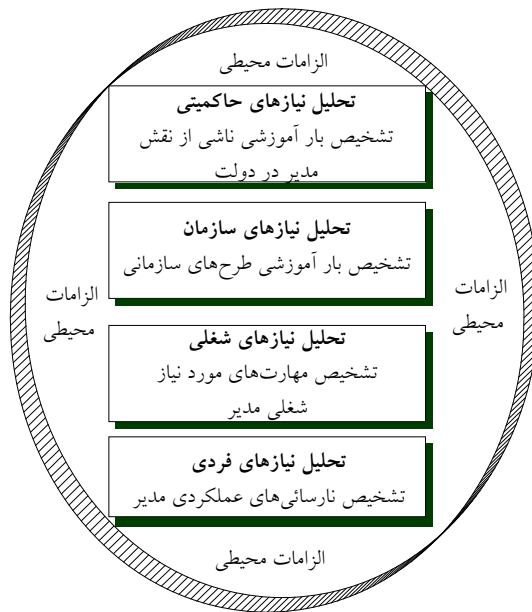 الزامات محیطی
تحلیل نیازهای حاکمیتی
تشخیص بار آموزشی ناشی از نقش
مدیر در دولت
تحلیل نیازهای سازمان
تشخیص بار آموزشی طرح‌های سازمانی
الزامات
محیطی
الزامات
محیطی
تحلیل نیازهای شغلی
تشخیص مهارت‌های مورد نیاز
شغلی مدیر
تحلیل نیازهای فردی
تشخیص نارسائی‌های عملکردی مدیر
الزامات محیطی